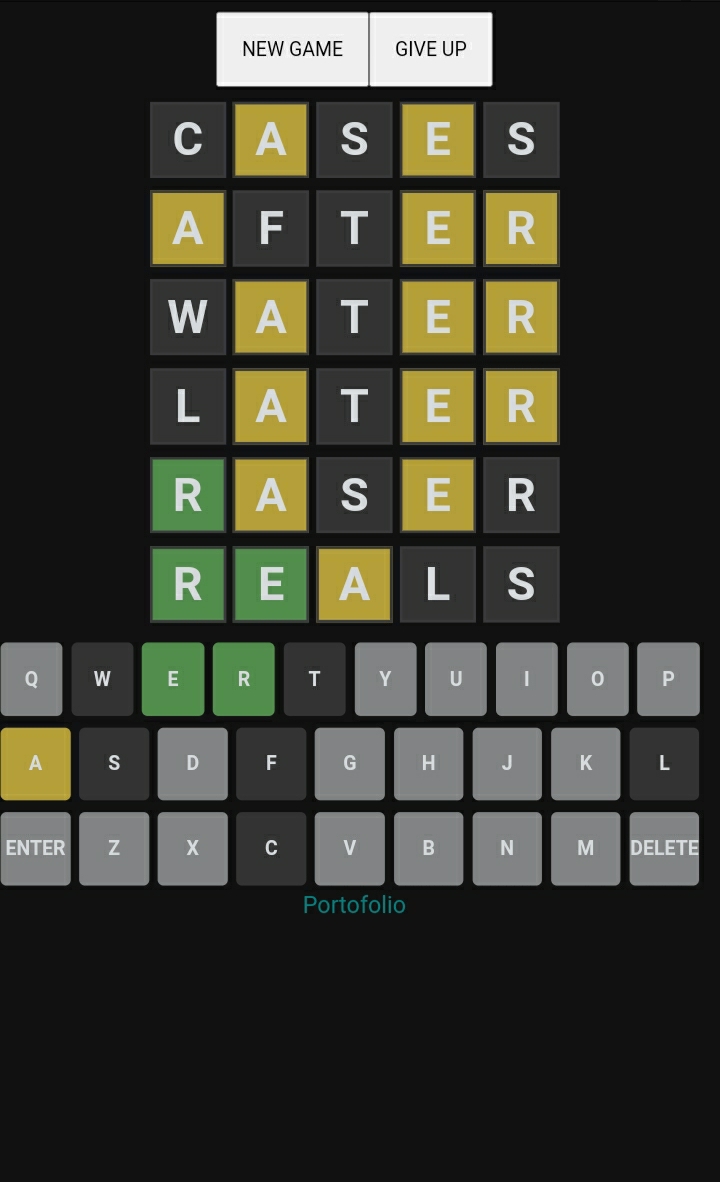 NEW GAME GIVE UP
C A S E S
A F T E R
W A T E R
L A T E R
R A S E R
R E A L S
Q W E R T Y U I O P
A S D F G H J K L
ENTER Z X C V B N M DELETE
Portofolio